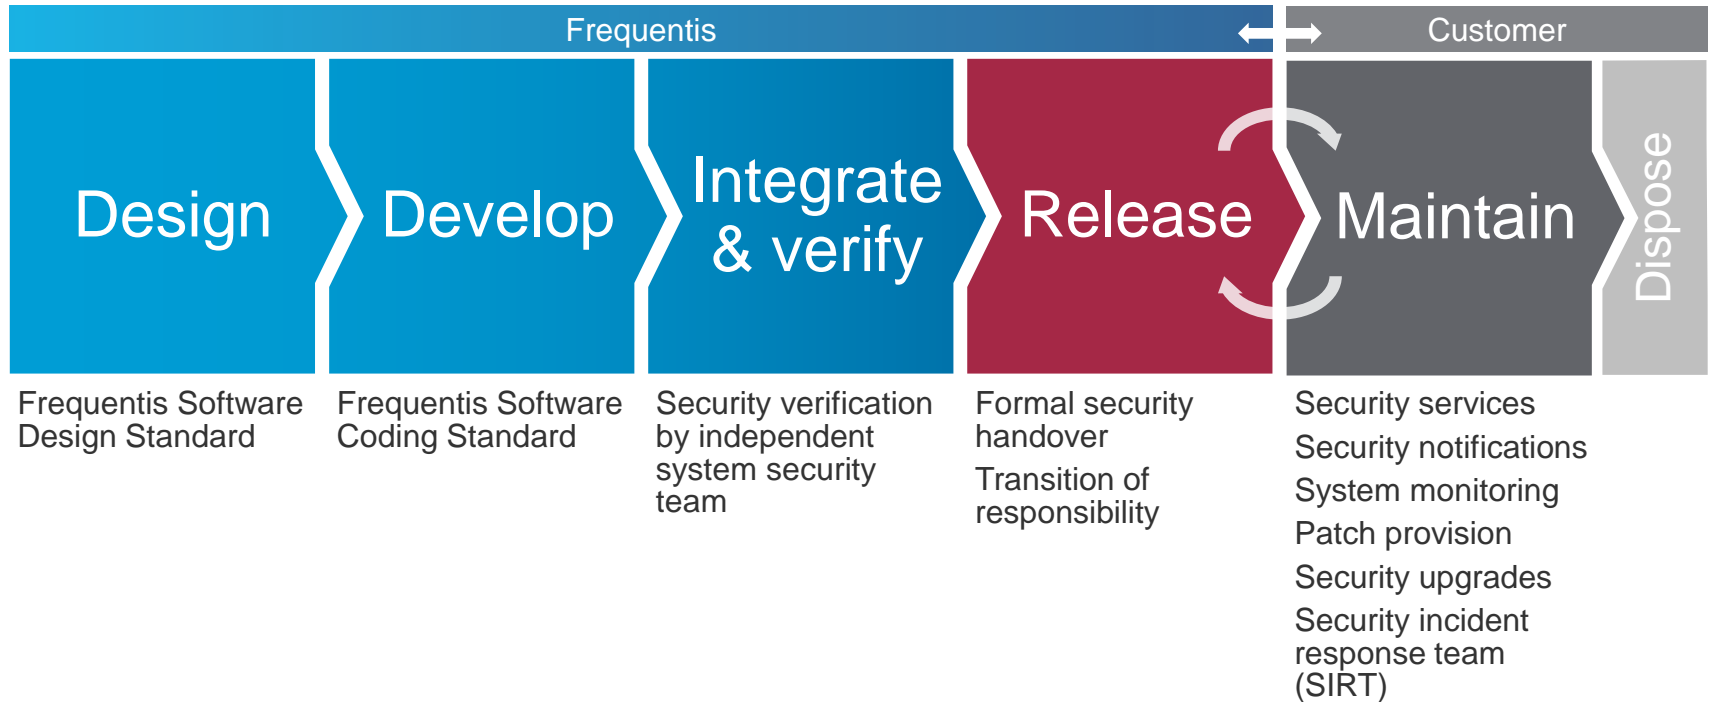 Frequentis
Customer
Design
Develop
Integrate
& verify
Release
Maintain
Dispose
Frequentis Software
Design Standard
Frequentis Software
Coding Standard
Security verification
by independent
system security
team
Formal security
handover
Transition of
responsibility
Security services
Security notifications
System monitoring
Patch provision
Security upgrades
Security incident
response team
(SIRT)